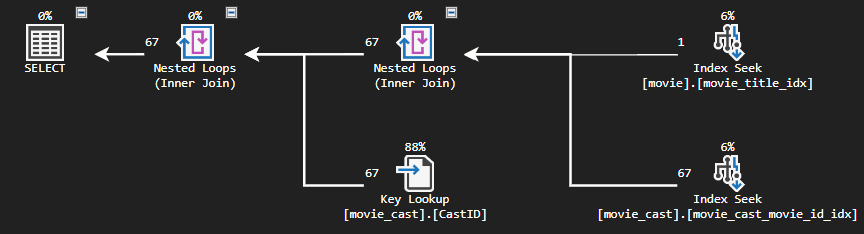 0%
SELECT
67
0%
Nested Loops
(Inner Join)
67
0%
Nested Loops
(Inner Join)
1
6%
Index Seek
[movie].[movie_title_idx]
67
88%
Key Lookup
[movie_cast].[CastID]
67
6%
Index Seek
[movie_cast].[movie_cast_movie_id_idx]